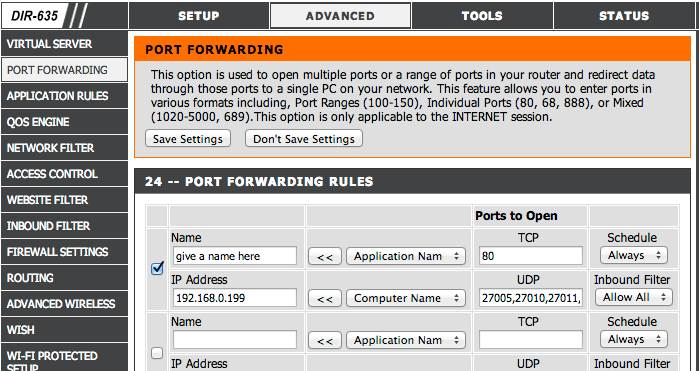 DIR-635 SETUP ADVANCED TOOLS STATUS
VIRTUAL SERVER
PORT FORWARDING
APPLICATION RULES
QOS ENGINE
NETWORK FILTER
ACCESS CONTROL
WEBSITE FILTER
INBOUND FILTER
FIREWALL SETTINGS
ROUTING
ADVANCED WIRELESS
WISH
WI-FI PROTECTED
SETUP
PORT FORWARDING
This option is used to open multiple ports or a range of ports in your router and redirect data
through those ports to a single PC on your network. This feature allows you to enter ports in
various formats including, Port Ranges (100-150), Individual Ports (80, 68, 888), or Mixed
(1020-5000, 689).This option is only applicable to the INTERNET session.
Save Settings Don't Save Settings
24 -- PORT FORWARDING RULES
Ports to Open
Name TCP Schedule
give a name here << Application Nam 80 Always
IP Address UDP Inbound Filter
192.168.0.199 << Computer Name 27005,27010,27011, Allow All
Name TCP Schedule
<< Application Nam Always
IP Address UDP Inbound Filter